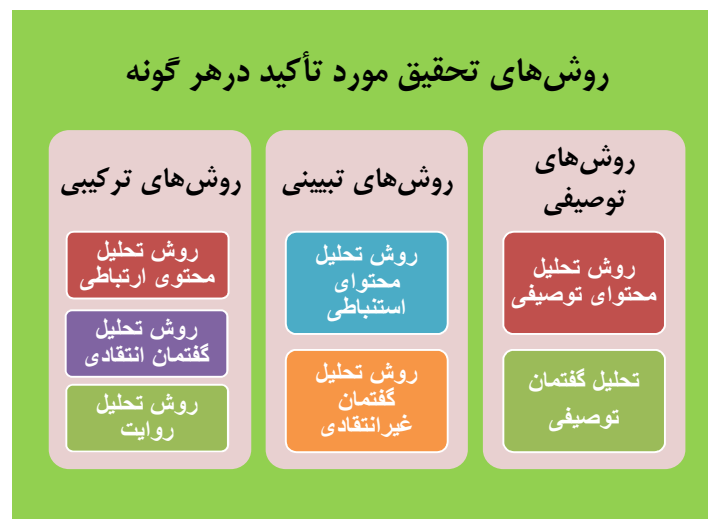 روش‌های تحقیق مورد تأکید درهر گونه
روش‌های
توصیفی
روش تحلیل
محتوای توصیفی
تحلیل گفتمان
توصیفی
روش‌های تبیینی
روش تحلیل
محتوای
استنباطی
روش تحلیل
گفتمان
غیرانتقادی
روش‌های ترکیبی
روش تحلیل
محتوی ارتباطی
روش تحلیل
گفتمان انتقادی
روش تحلیل
روایت